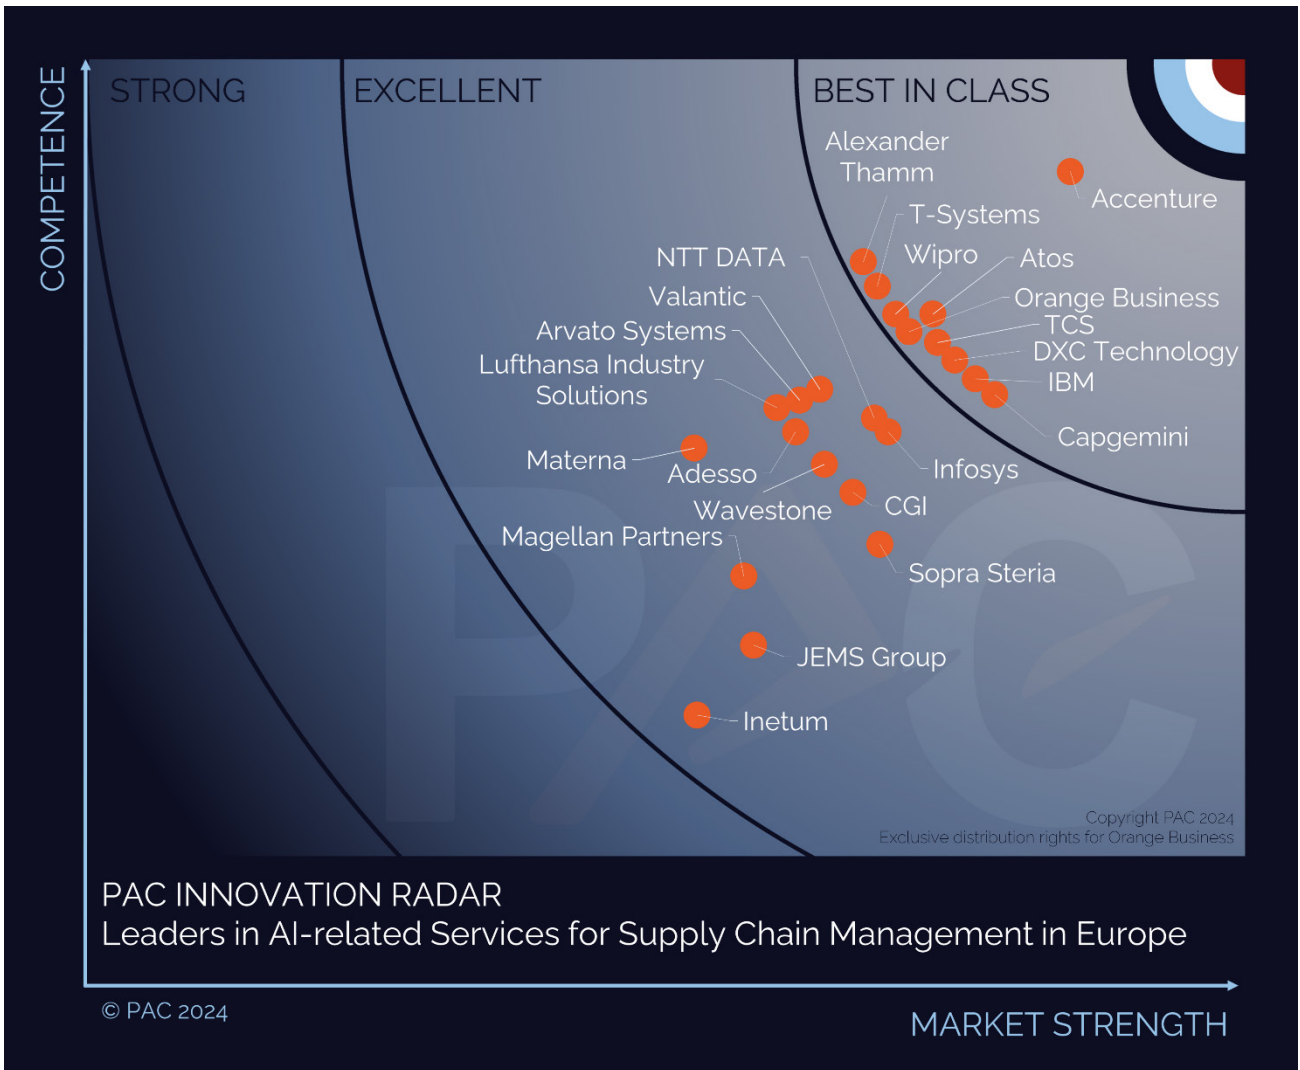 COMPETENCE
STRONG
EXCELLENT
BEST IN CLASS
Alexander
Thamm
Accenture
T-Systems
Wipro
Atos
NTT DATA
Orange Business
Valantic
TCS
Arvato Systems
DXC Technology
Lufthansa Industry
Solutions
IBM
Capgemini
Materna
Adesso
Infosys
Wavestone
CGI
Magellan Partners
Sopra Steria
JEMS Group
Inetum
PAC
Copyright PAC 2024
Exclusive distribution rights for Orange Business
PAC INNOVATION RADAR
Leaders in AI-related Services for Supply Chain Management in Europe
© PAC 2024
MARKET STRENGTH